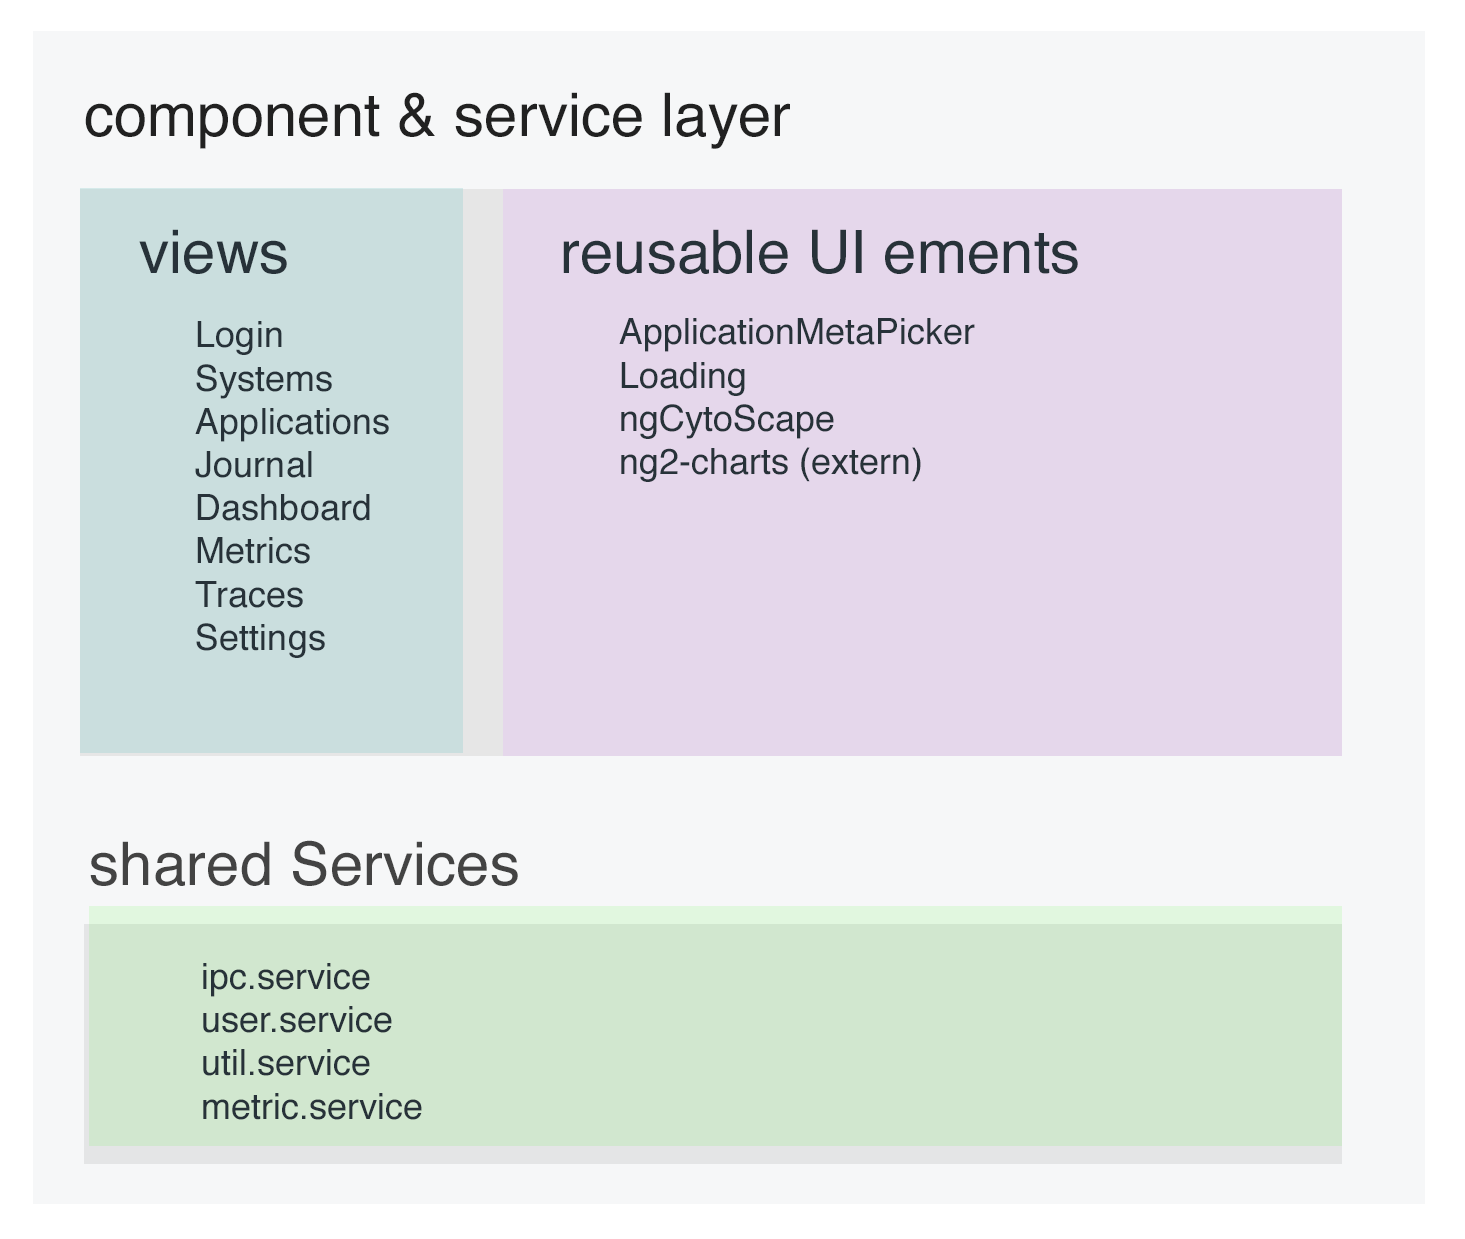 component & service layer
views
Login
Systems
Applications
Journal
Dashboard
Metrics
Traces
Settings
reusable UI ements
ApplicationMetaPicker
Loading
ngCytoScape
ng2-charts (extern)
shared Services
ipc.service
user.service
util.service
metric.service